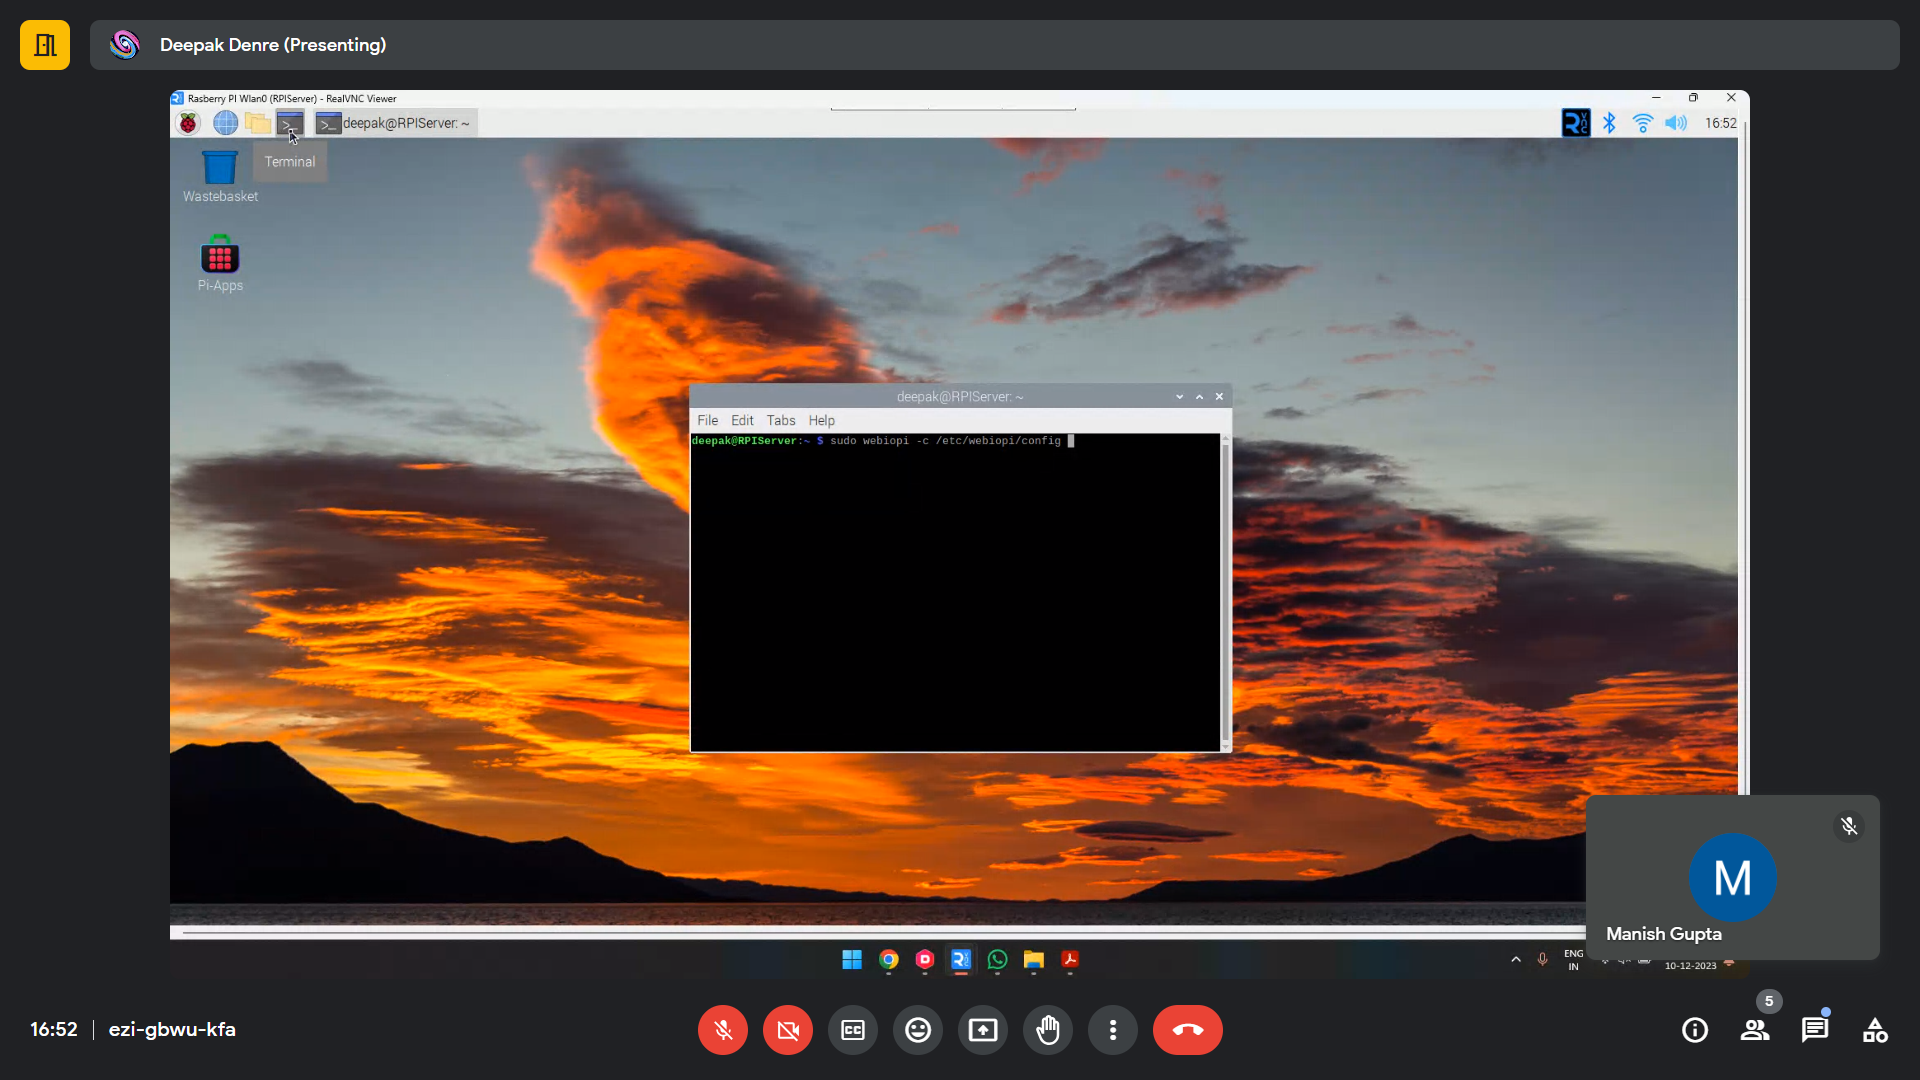 Deepak Denre (Presenting)
Rasberry PI Wlan0 (RPIServer) - RealVNC Viewer
deepak@RPIServer: ~
16:52
Terminal
Wastebasket
Pi-Apps
deepak@RPIServer: ~
File Edit Tabs Help
deepak@RPIServer:~ $ sudo webiopi -c /etc/webiopi/config
M
Manish Gupta
ENG
IN
10-12-2023
16:52 | ezi-gbwu-kfa
5